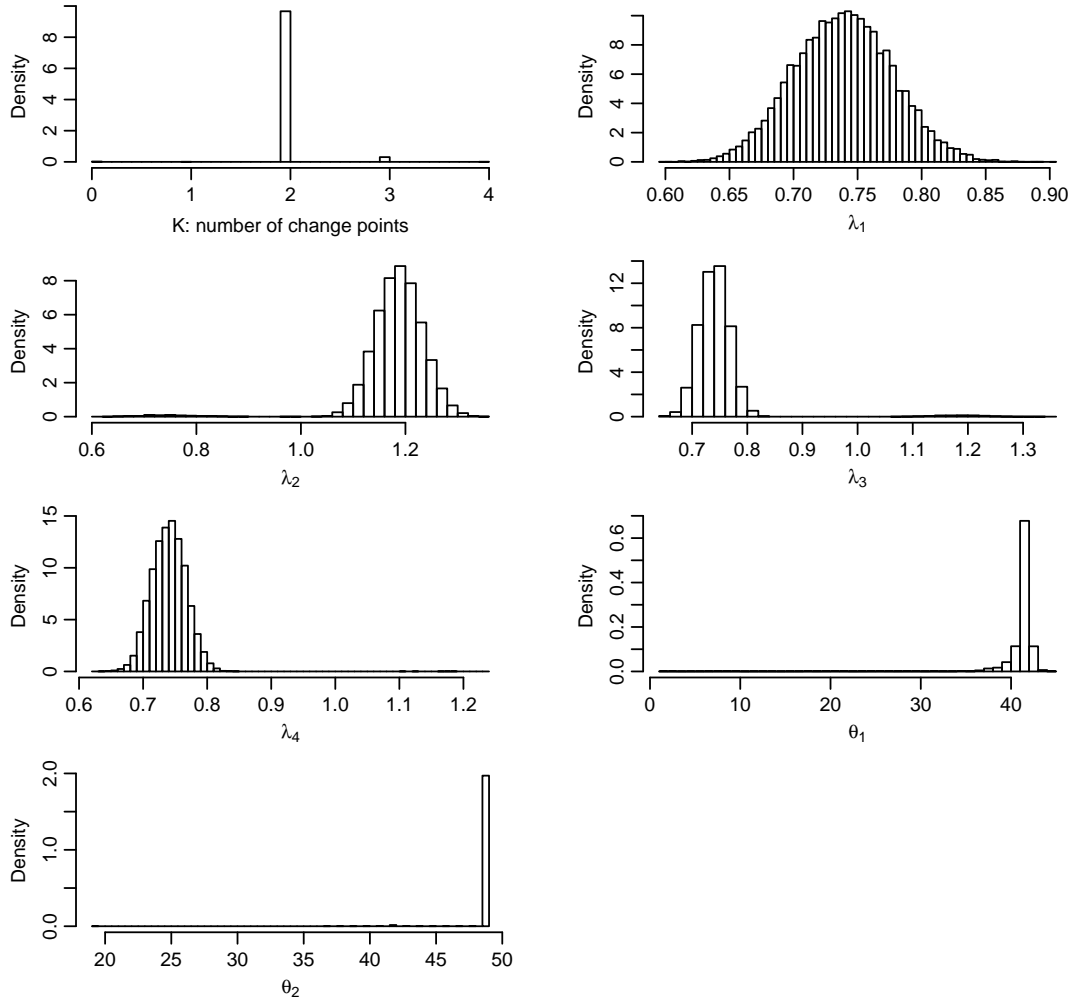 Density
0 2 4 6 8
0 1 2 3 4
K: number of change points
Density
0 2 4 6 8
0.60 0.65 0.70 0.75 0.80 0.85 0.90
λ1
Density
0 2 4 6 8
0.6 0.8 1.0 1.2
λ2
Density
0 4 8 12
0.7 0.8 0.9 1.0 1.1 1.2 1.3
λ3
Density
0 5 10 15
0.6 0.7 0.8 0.9 1.0 1.1 1.2
λ4
Density
0.0 0.2 0.4 0.6
0 10 20 30 40
θ1
Density
0.0 1.0 2.0
20 25 30 35 40 45 50
θ2